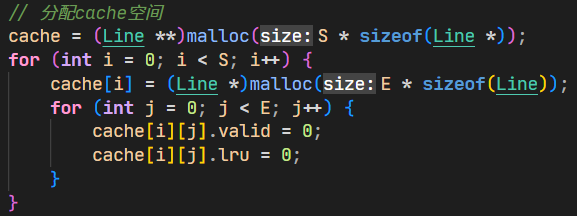 // 分配cache空间
cache = (Line **)malloc(size: S * sizeof(Line *));
for (int i = 0; i < S; i++) {
    cache[i] = (Line *)malloc(size: E * sizeof(Line));
    for (int j = 0; j < E; j++) {
        cache[i][j].valid = 0;
        cache[i][j].lru = 0;
    }
}